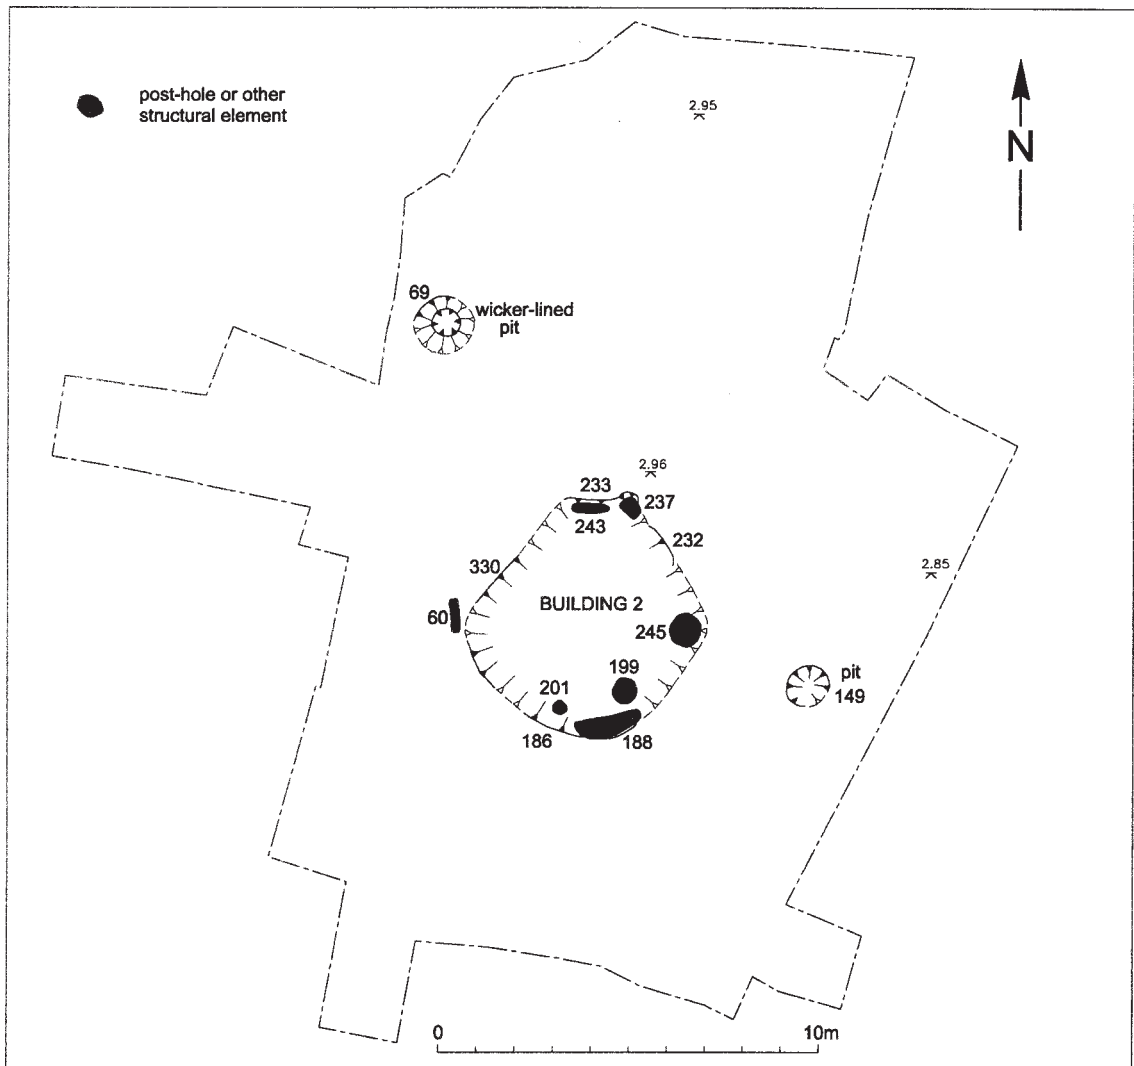 post-hole or other
structural element
2.95
N
69
wicker-lined
pit
2.96
233
237
243
232
330
2.85
BUILDING 2
60
245
199
pit
149
201
186
188
0
10m